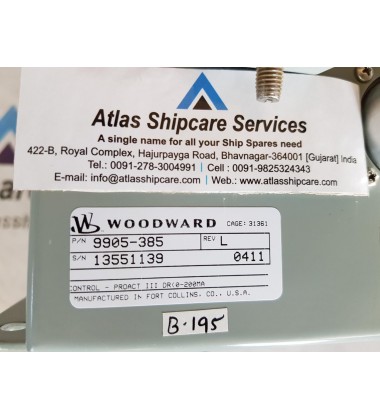 Atlas Shipcare Services
A single name for all your Ship Spares need
422-B, Royal Complex, Hajurpayga Road, Bhavnagar-364001 [Gujarat] India
Tel.: 0091-278-3004991 | Cell : 0091-9825324343
E-mail: info@atlasshipcare.com, Web.: www.atlasshipcare.com
WOODWARD CAGE: 31361
P/N 9905-385 REV L
S/N 13551139 0411
CONTROL - PROACT III DR(0-200MA
MANUFACTURED IN FORT COLLINS, CO., U.S.A.
B-195